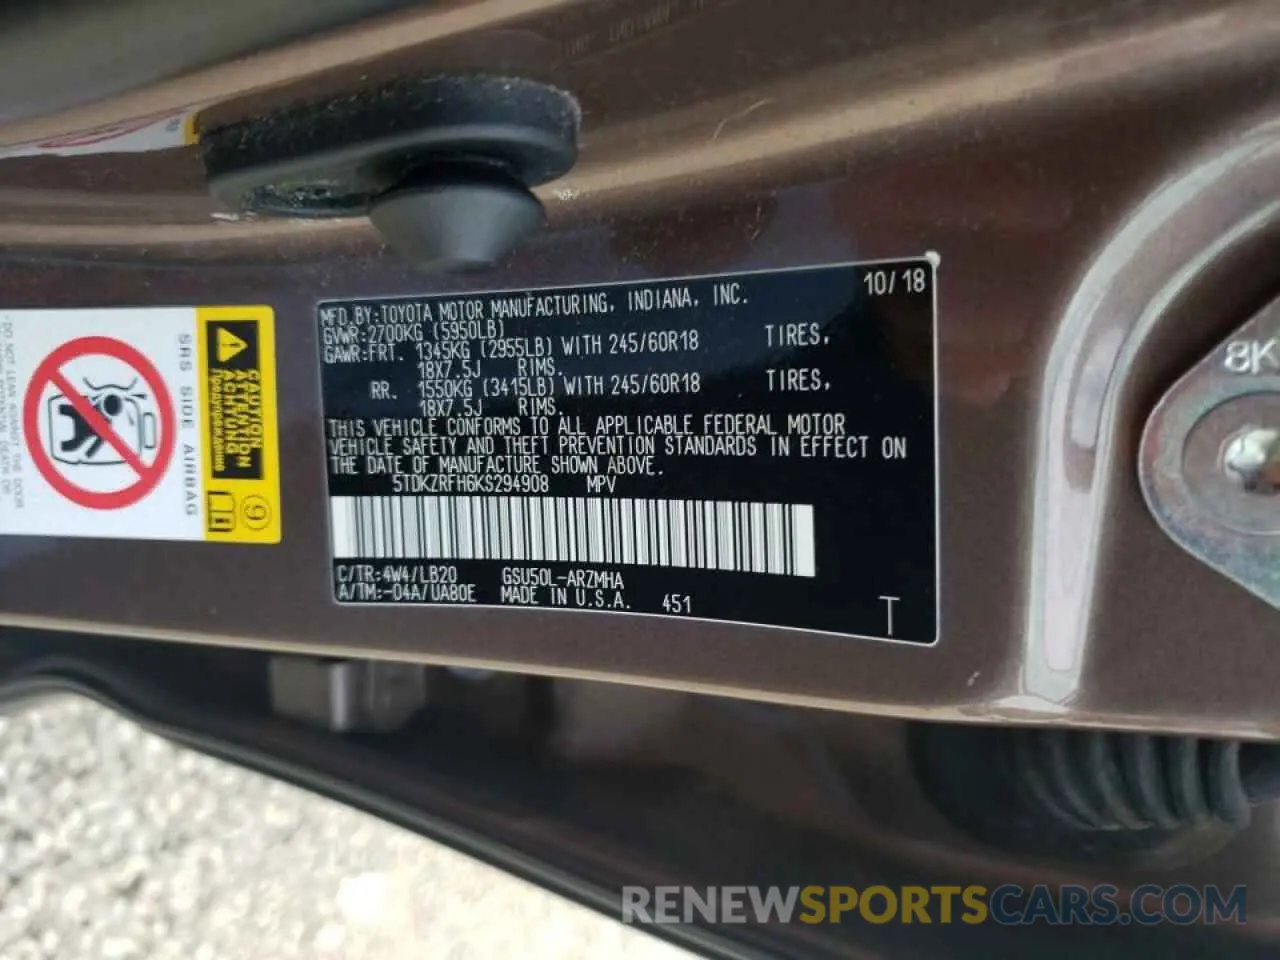 MFD.BY:TOYOTA MOTOR MANUFACTURING, INDIANA, INC. 10/18
GVWR:2700KG (5950LB)
GAWR:FRT. 1345KG (2955LB) WITH 245/60R18 TIRES,
18X7.5J RIMS.
RR. 1550KG (3415LB) WITH 245/60R18 TIRES,
18X7.5J RIMS.
THIS VEHICLE CONFORMS TO ALL APPLICABLE FEDERAL MOTOR
VEHICLE SAFETY AND THEFT PREVENTION STANDARDS IN EFFECT ON
THE DATE OF MANUFACTURE SHOWN ABOVE.
5TDKZRFH6KS294908 MPV
C/TR:4W4/LB20 GSU50L-ARZMHA
A/TM:-04A/UA80E MADE IN U.S.A. 451
T
CAUTION
ATTENTION
ACHTUNG
Предупреждение
9
SRS SIDE AIRBAG
8K
RENEWSPORTSCARS.COM